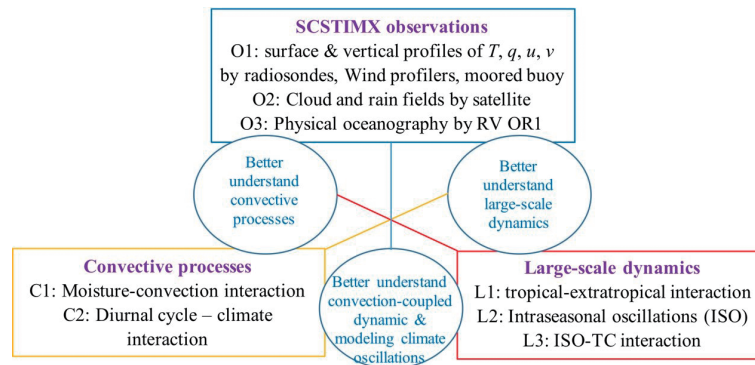 SCSTIMX observations
O1: surface & vertical profiles of T, q, u, v
by radiosondes, Wind profilers, moored buoy
O2: Cloud and rain fields by satellite
O3: Physical oceanography by RV OR1
Better
understand
convective
processes
Better
understand
large-scale
dynamics
Convective processes
C1: Moisture-convection interaction
C2: Diurnal cycle – climate
interaction
Better understand
convection-coupled
dynamic &
modeling climate
oscillations
Large-scale dynamics
L1: tropical-extratropical interaction
L2: Intraseasonal oscillations (ISO)
L3: ISO-TC interaction